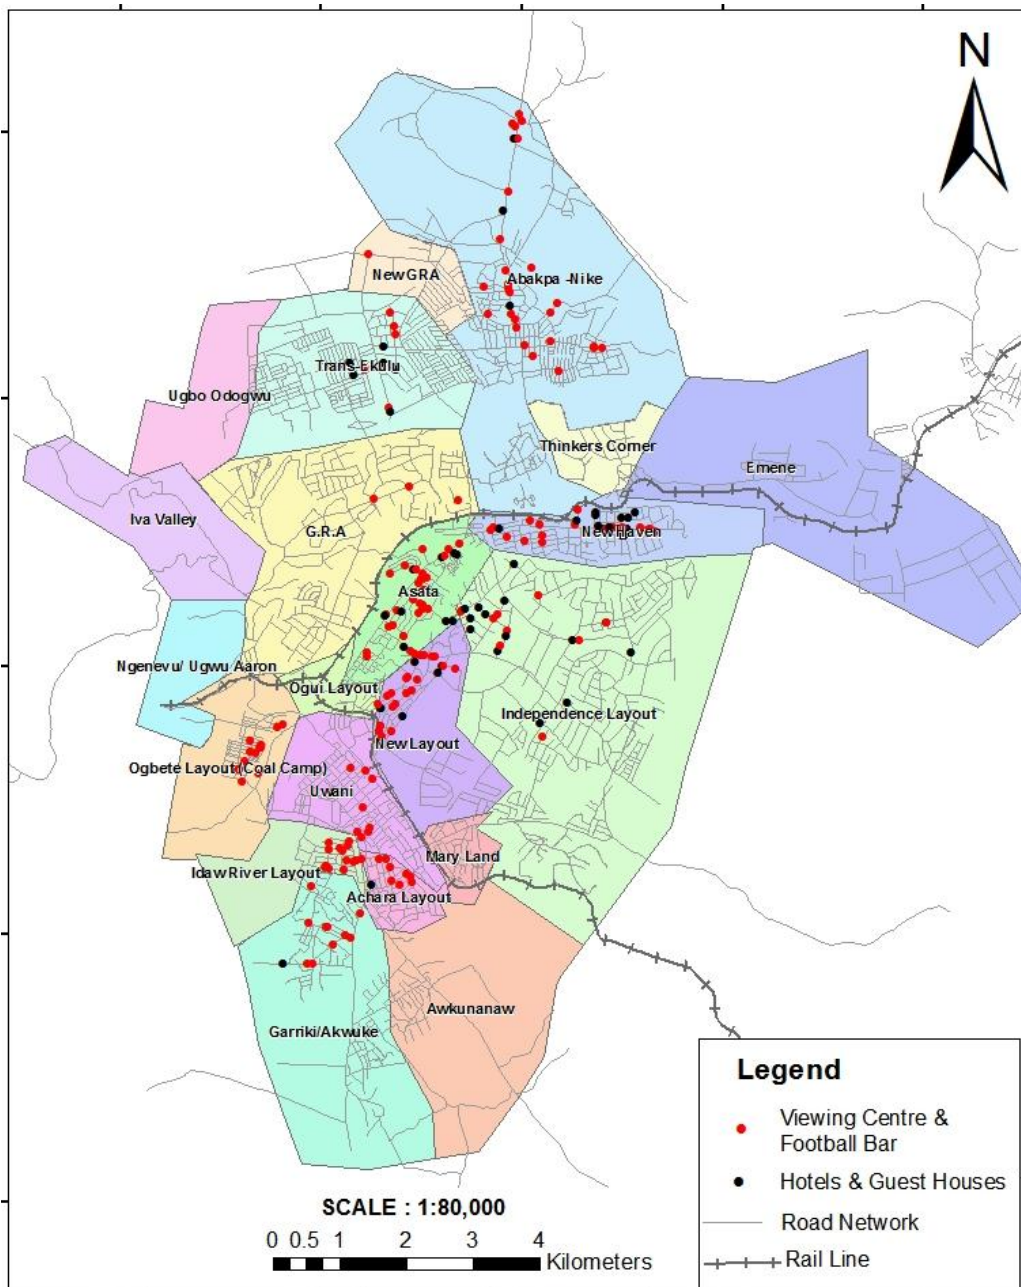 N
New GRA
Abakpa -Nike
Trans-Ekulu
Ugbo Odogwu
Thinkers Corner
Emene
Iva Valley
G.R.A
New Haven
Asata
Ngenevu/ Ugwu Aaron
Ogui Layout
Independence Layout
New Layout
Ogbete Layout (Coal Camp)
Uwani
Mary Land
Idaw River Layout
Achara Layout
Awkunanaw
Garriki/Akwuke
Legend
Viewing Centre &
Football Bar
Hotels & Guest Houses
Road Network
Rail Line
SCALE : 1:80,000
0 0.5 1 2 3 4
Kilometers